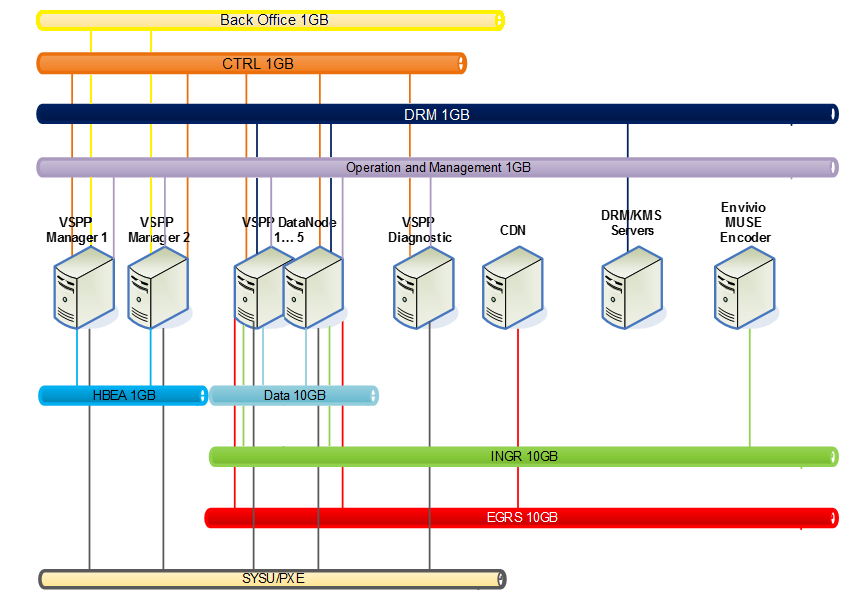 Back Office 1GB
CTRL 1GB
DRM 1GB
Operation and Management 1GB
VSPP
Manager 1
VSPP
Manager 2
VSPP DataNode
1... 5
VSPP
Diagnostic
CDN
DRM/KMS
Servers
Envivio
MUSE
Encoder
HBEA 1GB
Data 10GB
INGR 10GB
EGRS 10GB
SYSU/PXE